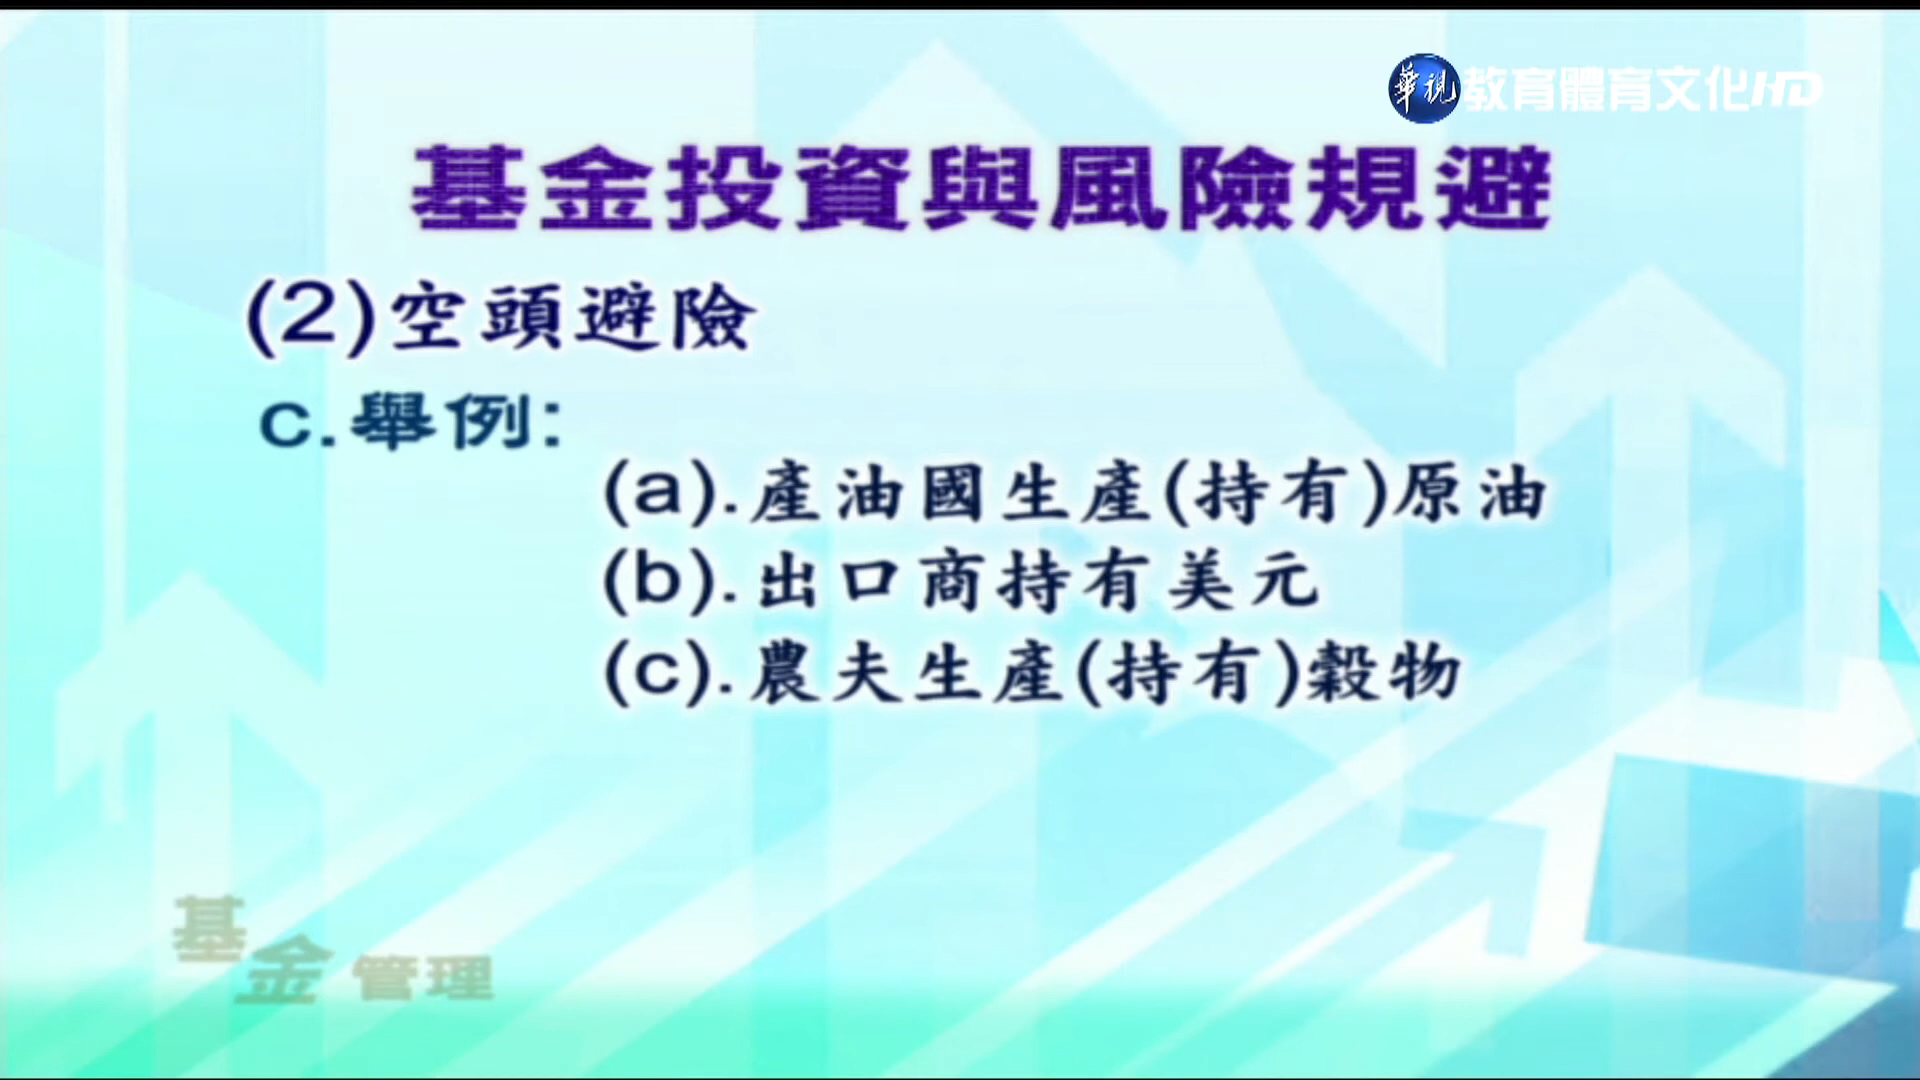 華視教育體育文化HD
基金投資與風險規避
(2)空頭避險
c.舉例:
(a).產油國生產(持有)原油
(b).出口商持有美元
(c).農夫生產(持有)穀物
基金管理